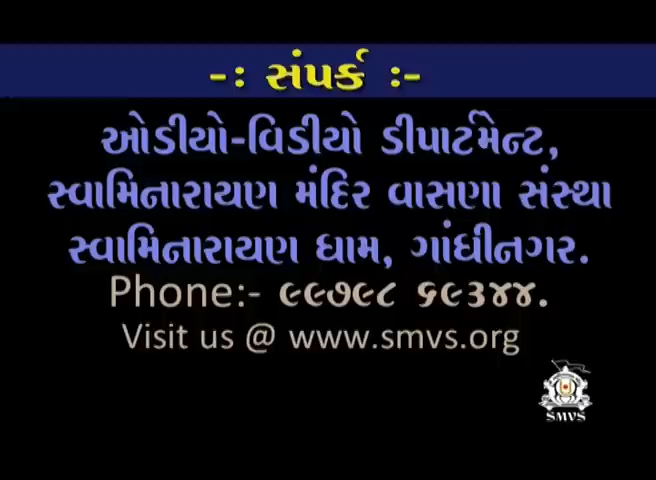 -: સંપર્ક :-
ઓડીયો-વિડીયો ડીપાર્ટમેન્ટ,
સ્વામિનારાયણ મંદિર વાસણા સંસ્થા
સ્વામિનારાયણ ધામ, ગાંધીનગર.
Phone:- ૯૯૭૯૮ ૬૯૩૪૪.
Visit us @ www.smvs.org
SMVS